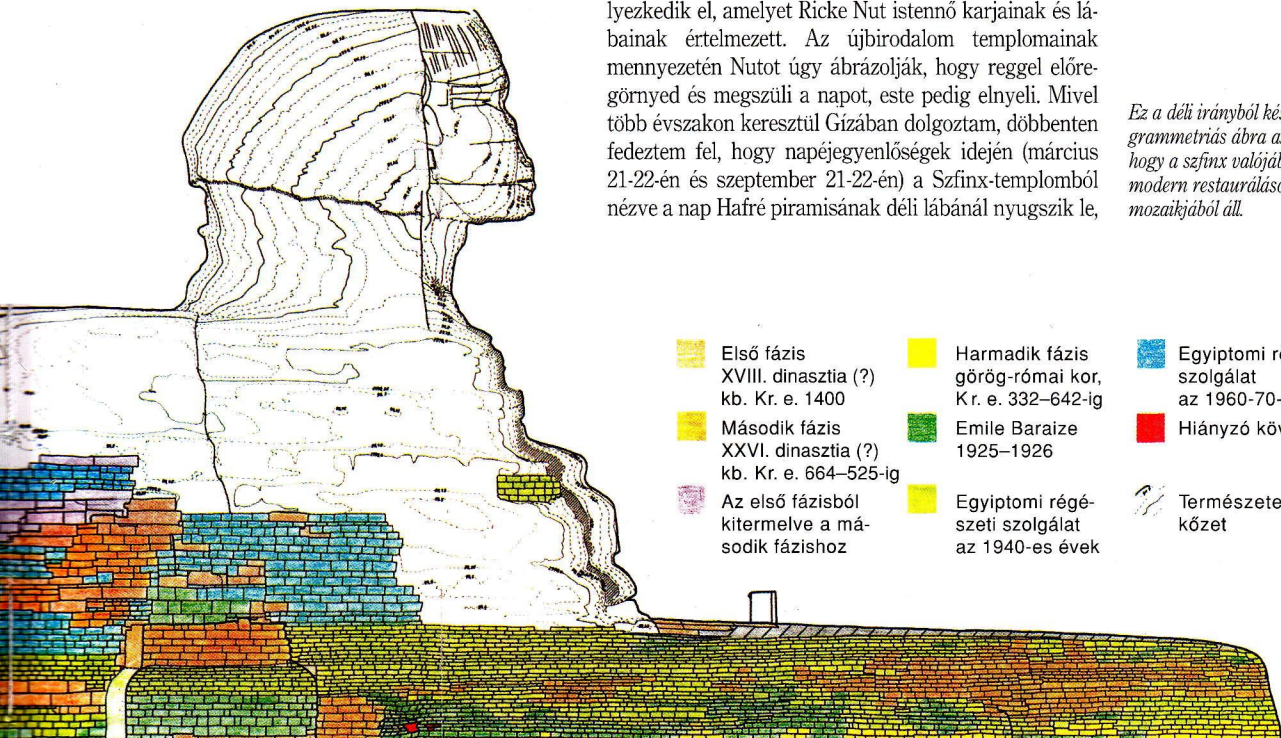 lyezkedik el, amelyet Ricke Nut istennő karjainak és lá-
bainak értelmezett. Az újbirodalom templomainak
mennyezetén Nutot úgy ábrázolják, hogy reggel előre-
görnyed és megszüli a napot, este pedig elnyeli. Mivel
több évszakon keresztül Gízában dolgoztam, döbbenten
fedeztem fel, hogy napéjegyenlőségek idején (március
21-22-én és szeptember 21-22-én) a Szfinx-templomból
nézve a nap Hafré piramisának déli lábánál nyugszik le,
Ez a déli irányból
grammetriás ábra
hogy a szfinx
modern
mozaikjából áll.
Első fázis
XVIII. dinasztia (?)
kb. Kr. e. 1400
Második fázis
XXVI. dinasztia (?)
kb. Kr. e. 664–525-ig
Az első fázisból
kitermelve a má-
sodik fázishoz
Harmadik fázis
görög-római kor,
Kr. e. 332–642-ig
Emile Baraize
1925–1926
Egyiptomi régé-
szeti szolgálat
az 1940-es évek
Egyiptomi
szolgálat
az 1960-70-
Hiányzó
kőzet